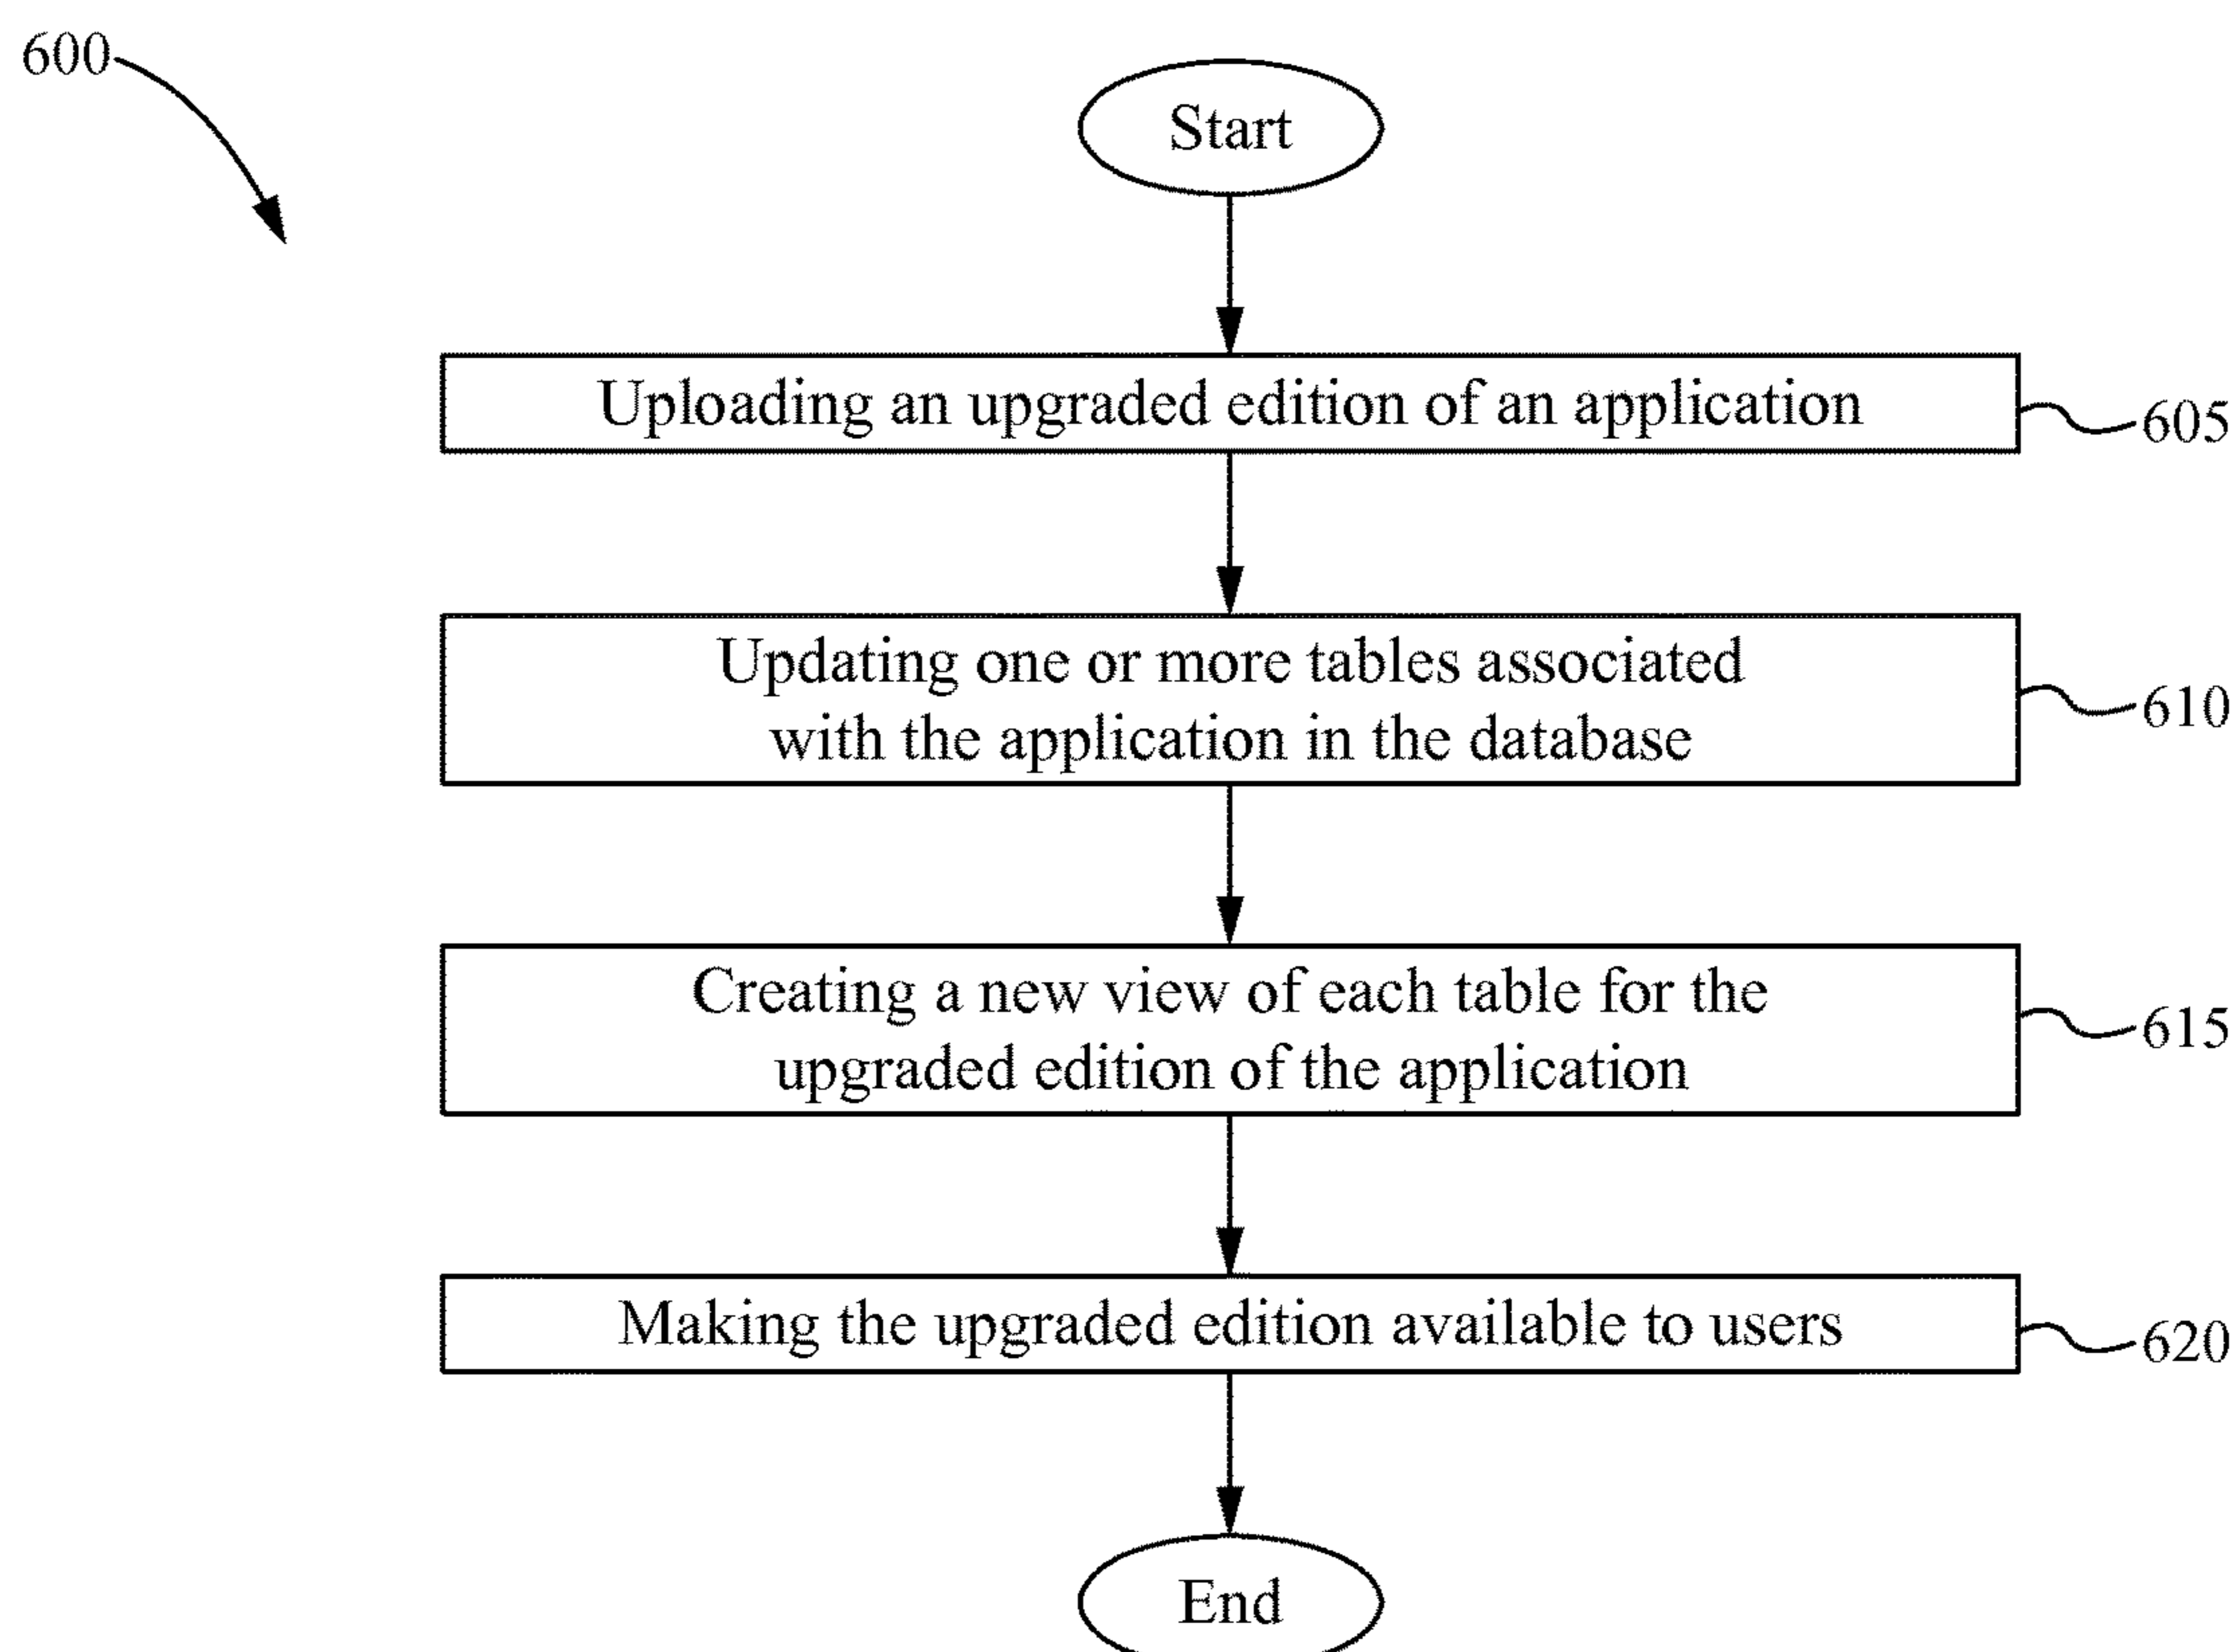 600
Start
Uploading an upgraded edition of an application
605
Updating one or more tables associated
with the application in the database
610
Creating a new view of each table for the
upgraded edition of the application
615
Making the upgraded edition available to users
620
End